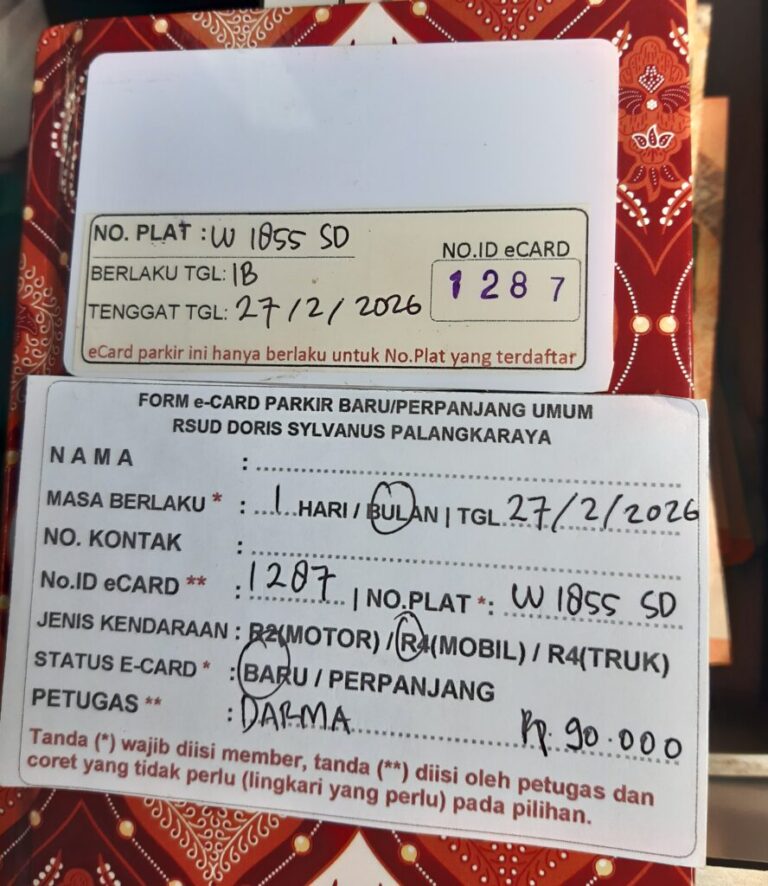 NO. PLAT : W 1855 SD
NO.ID eCARD
BERLAKU TGL: 1B
1287
TENGGAT TGL: 27/2/2026
eCard parkir ini hanya berlaku untuk No.Plat yang terdaftar
FORM e-CARD PARKIR BARU/PERPANJANG UMUM
RSUD DORIS SYLVANUS PALANGKARAYA
NAMA :
MASA BERLAKU * : 1 HARI / BULAN | TGL 27/2/2026
NO. KONTAK :
No.ID eCARD ** : 1287 | NO.PLAT *: W 1855 SD
JENIS KENDARAAN : R2(MOTOR) / R4(MOBIL) / R4(TRUK)
STATUS E-CARD * : BARU / PERPANJANG
PETUGAS ** : DARMA Rp. 90.000
Tanda (*) wajib diisi member, tanda (**) diisi oleh petugas dan
coret yang tidak perlu (lingkari yang perlu) pada pilihan.